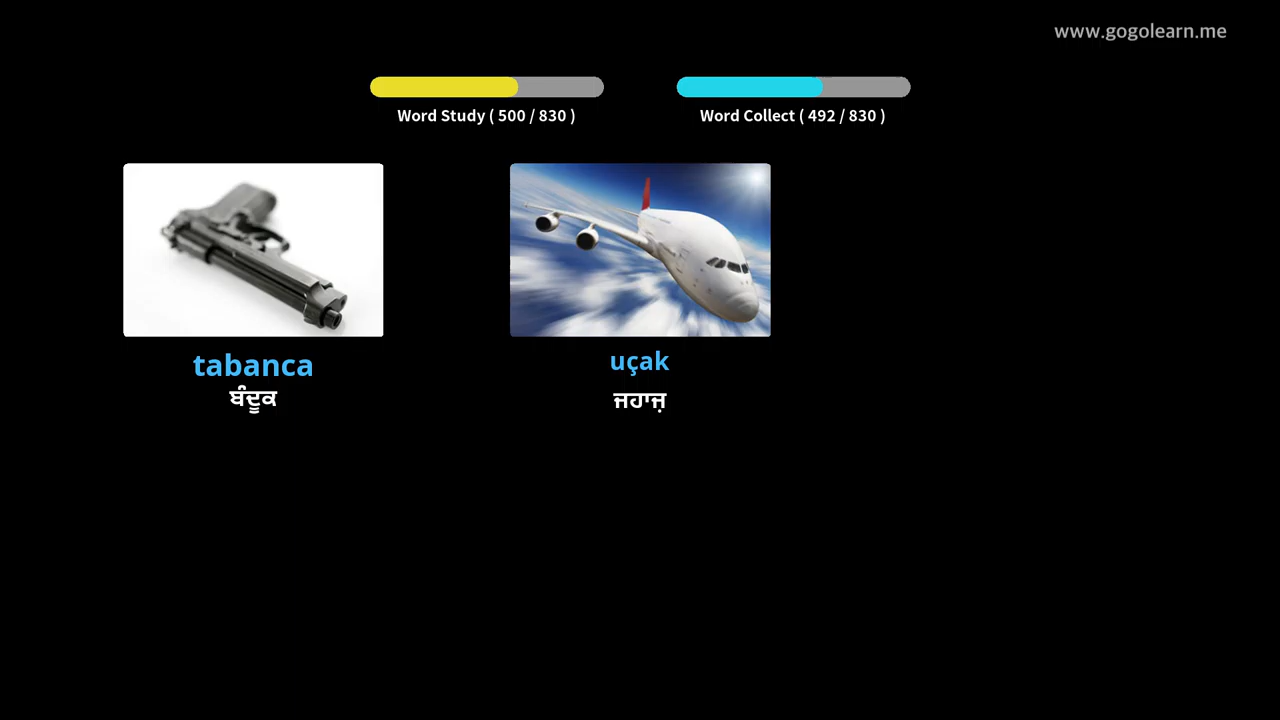 www.gogolearn.me
Word Study ( 500 / 830 )
Word Collect ( 492 / 830 )
tabanca
ਬੰਦੂਕ
uçak
ਜਹਾਜ਼